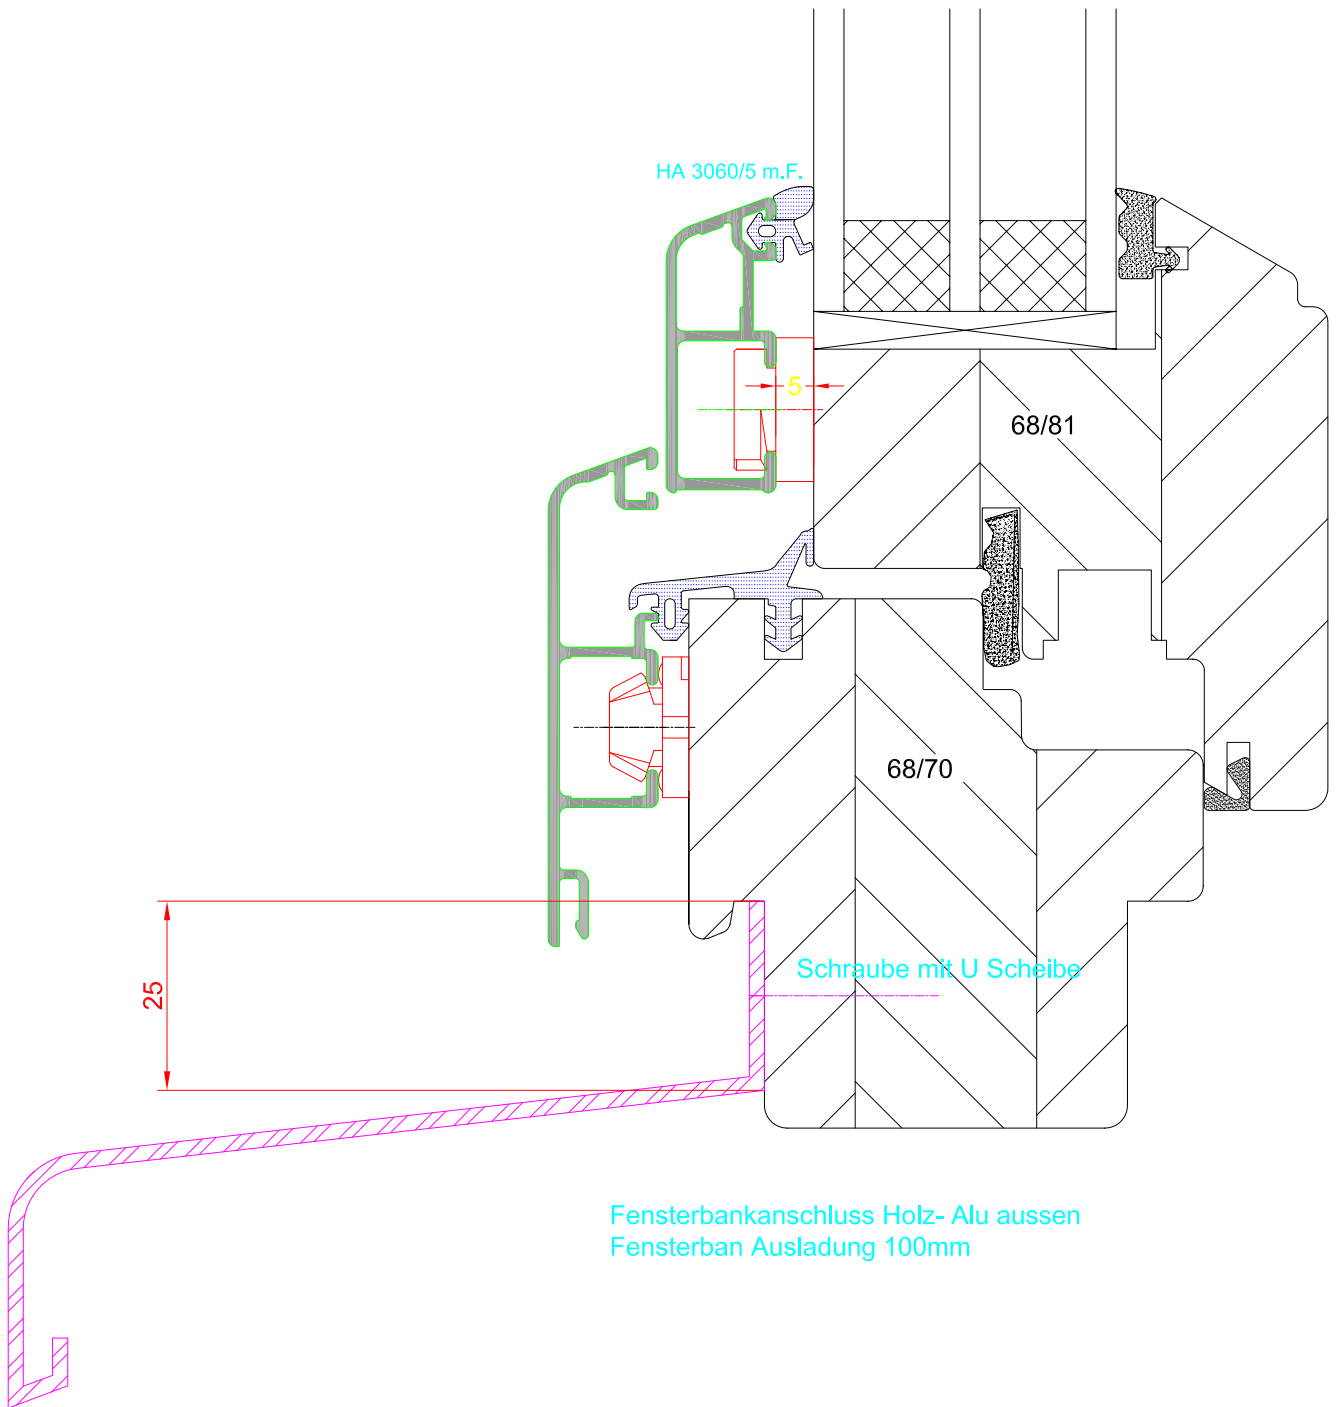 HA 3060/5 m.F.
5
68/81
68/70
25
Schraube mit U Scheibe
Fensterbankanschluss Holz- Alu aussen
Fensterban Ausladung 100mm